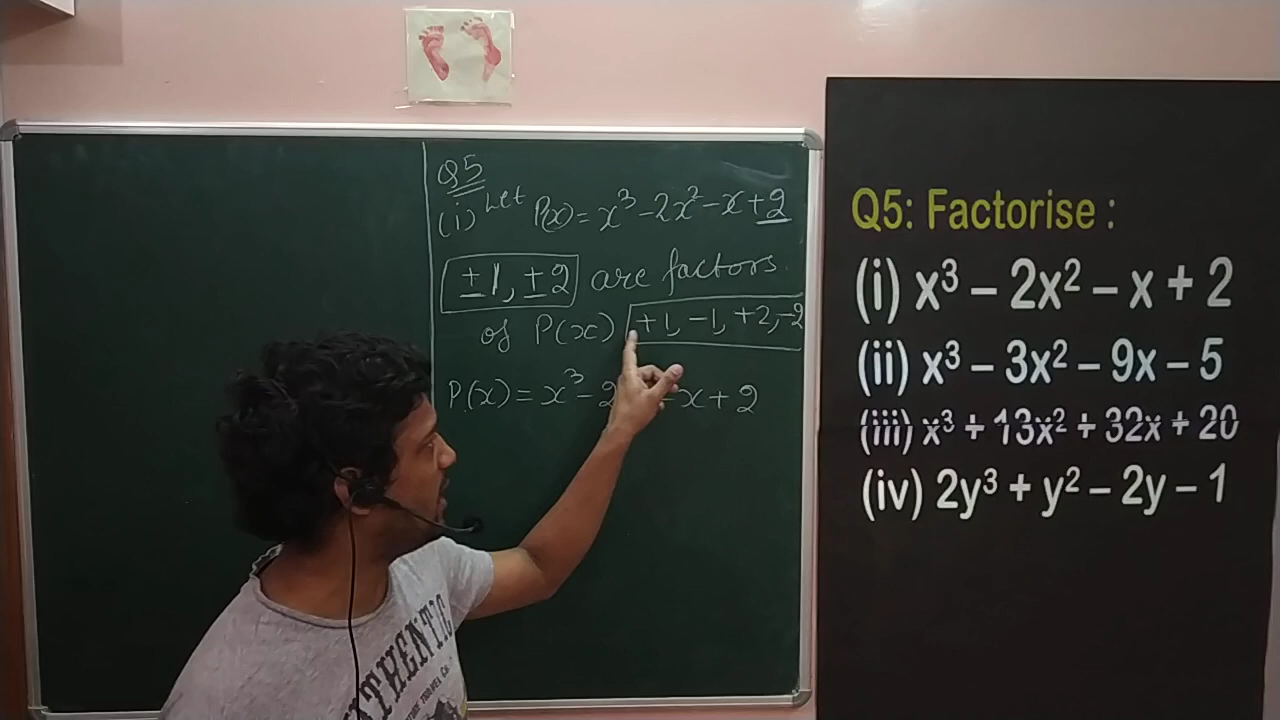 Q5
(i) Let P(x) = x³ - 2x² - x + 2
±1, ±2 are factors.
of P(x) +1, -1, +2, -2
P(x) = x³ - 2 - x + 2
Q5: Factorise :
(i) x³ – 2x² – x + 2
(ii) x³ – 3x² – 9x – 5
(iii) x³ + 13x² + 32x + 20
(iv) 2y³ + y² – 2y – 1
AUTHENTIC